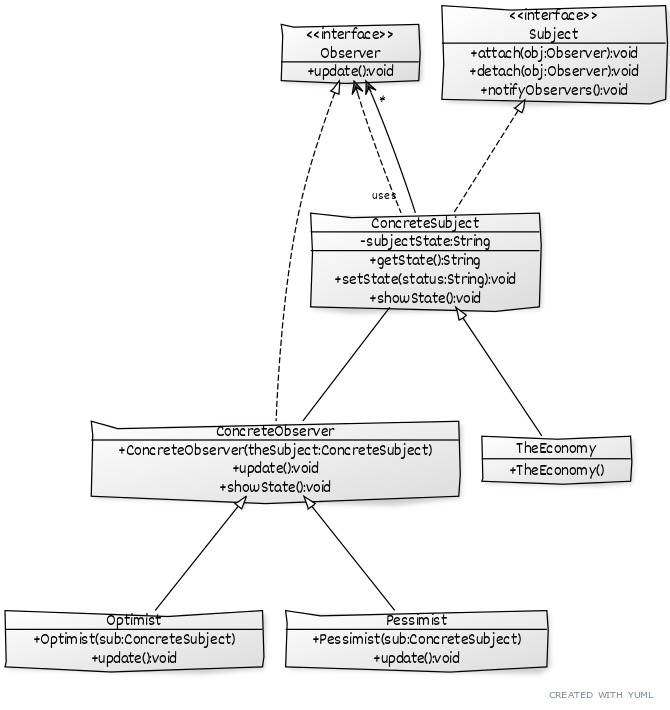 <<interface>>
Observer
+update():void
<<interface>>
Subject
+attach(obj:Observer):void
+detach(obj:Observer):void
+notifyObservers():void
*
uses
ConcreteSubject
-subjectState:String
+getState():String
+setState(status:String):void
+showState():void
ConcreteObserver
+ConcreteObserver(theSubject:ConcreteSubject)
+update():void
+showState():void
TheEconomy
+TheEconomy()
Optimist
+Optimist(sub:ConcreteSubject)
+update():void
Pessimist
+Pessimist(sub:ConcreteSubject)
+update():void
CREATED WITH YUML